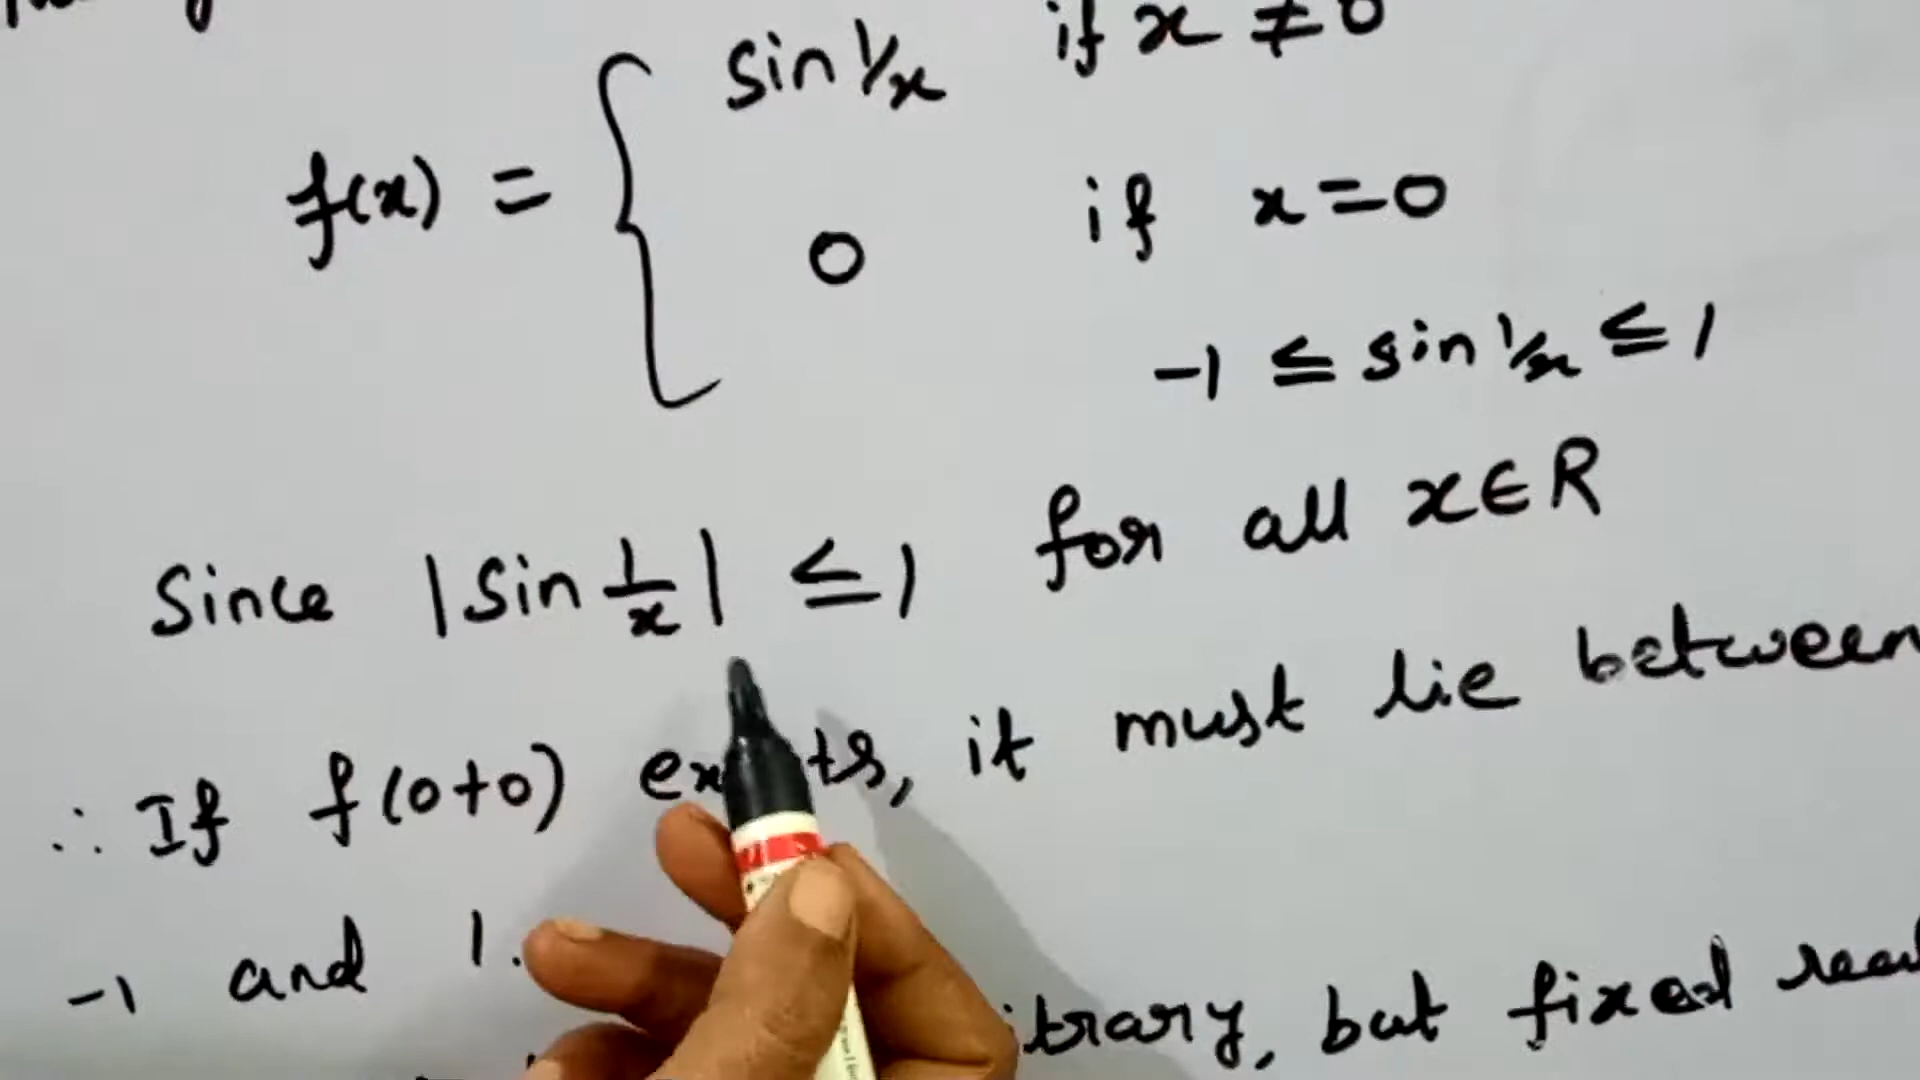 sin 1/x if x ≠ 0
f(x) = {
0 if x = 0
-1 ≤ sin 1/x ≤ 1
Since |Sin 1/x| ≤ 1 for all x ∈ R
∴ If f(0+0) it must lie between
-1 and 1.
but fixed